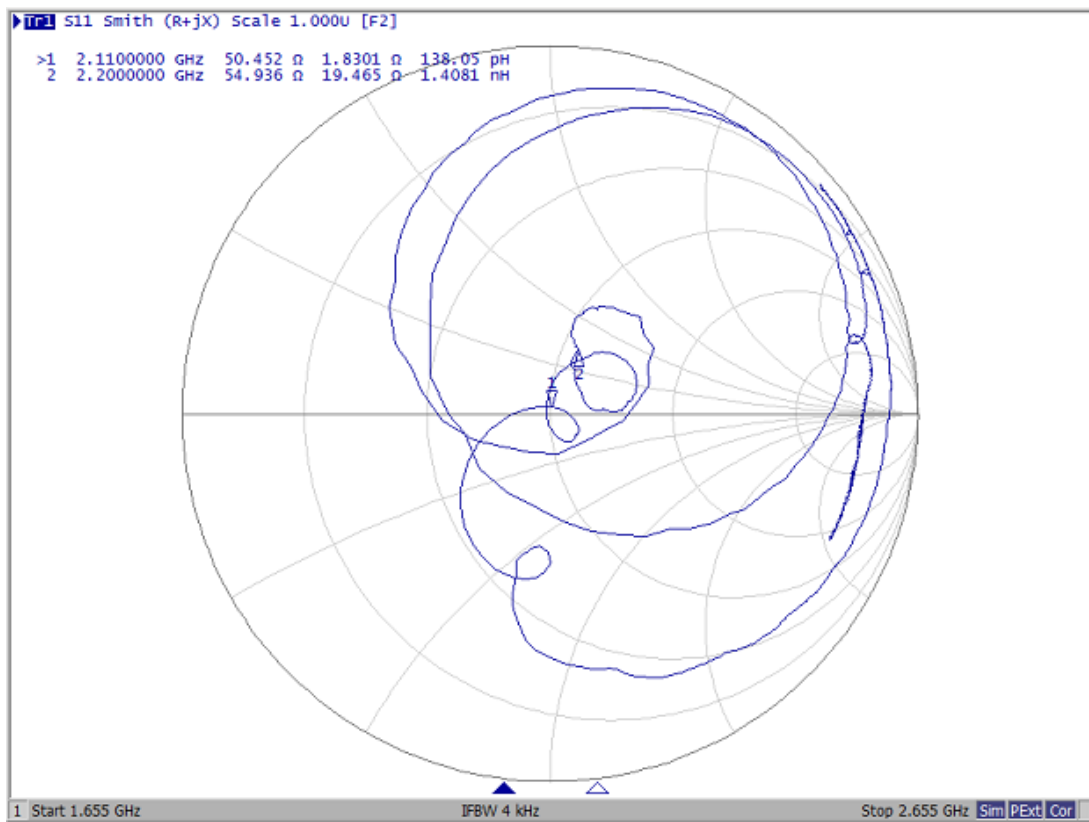 Tr1 S11 Smith (R+jX) Scale 1.000U [F2]
>1 2.1100000 GHz 50.452 Ω 1.8301 Ω 138.05 pH
2 2.2000000 GHz 54.936 Ω 19.465 Ω 1.4081 nH
1
2
1 Start 1.655 GHz IFBW 4 kHz Stop 2.655 GHz Sim PExt Cor